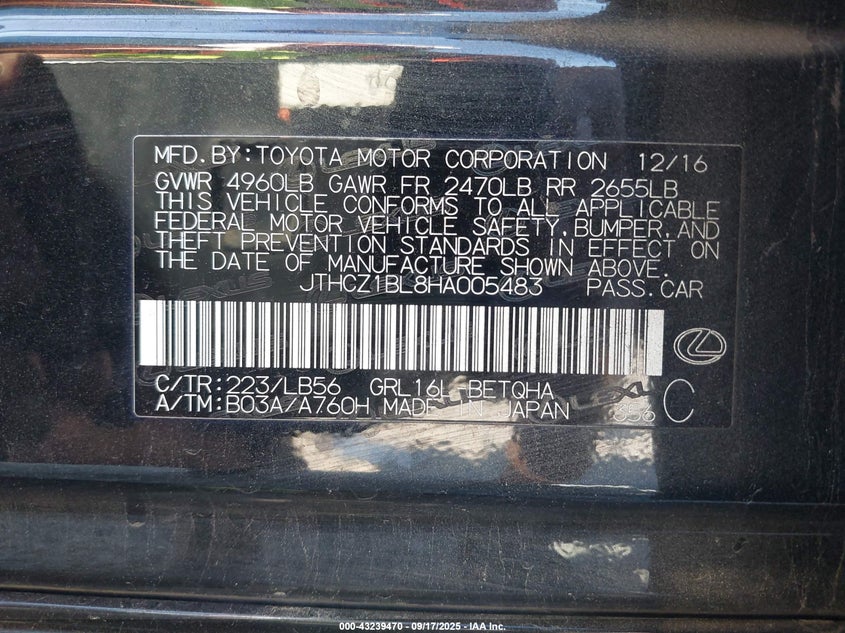 MFD.BY:TOYOTA MOTOR CORPORATION 12/16
GVWR 4960LB GAWR FR 2470LB RR 2655LB
THIS VEHICLE CONFORMS TO ALL APPLICABLE
FEDERAL MOTOR VEHICLE SAFETY,BUMPER,AND
THEFT PREVENTION STANDARDS IN EFFECT ON
THE DATE OF MANUFACTURE SHOWN ABOVE.
JTHCZ1BL8HA005483 PASS.CAR
C/TR:223/LB56 GRL16L-BETQHA
A/TM:B03A/A760H MADE IN JAPAN 656 C
000-43239470 - 09/17/2025 - IAA Inc.